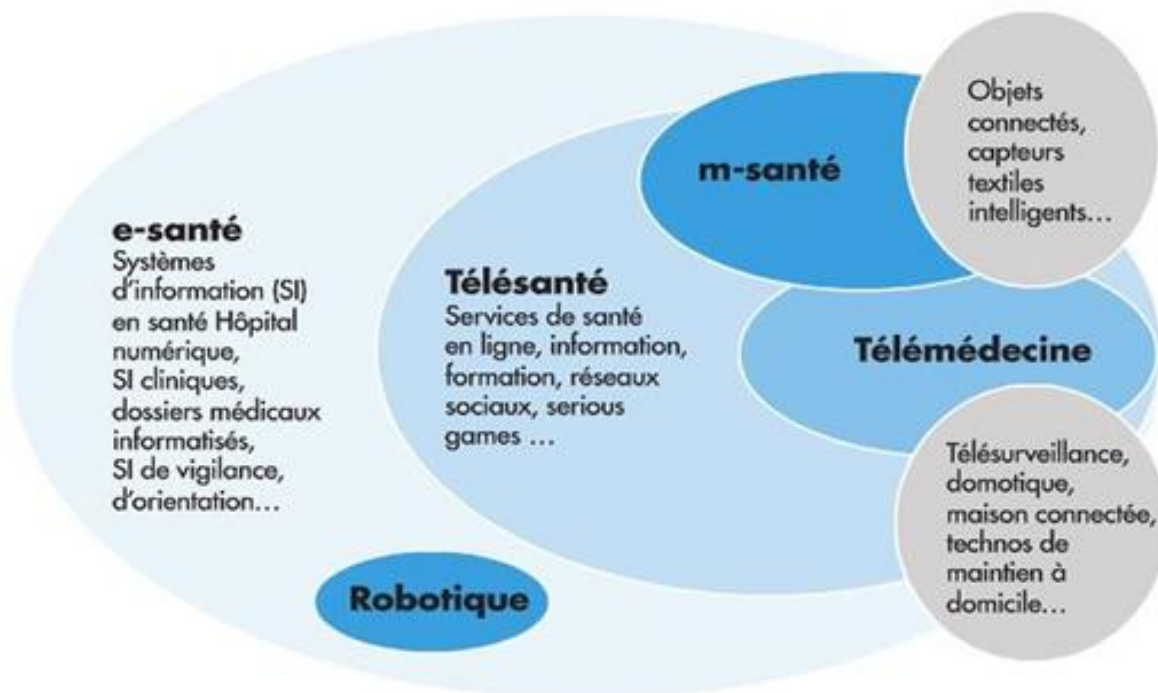 e-santé
Systèmes
d'information (SI)
en santé Hôpital
numérique,
SI cliniques,
dossiers médicaux
informatisés,
SI de vigilance,
d'orientation...
Télésanté
Services de santé
en ligne, information,
formation, réseaux
sociaux, serious
games ...
m-santé
Objets
connectés,
capteurs
textiles
intelligents...
Télémédecine
Télésurveillance,
domotique,
maison connectée,
technos de
maintien à
domicile...
Robotique